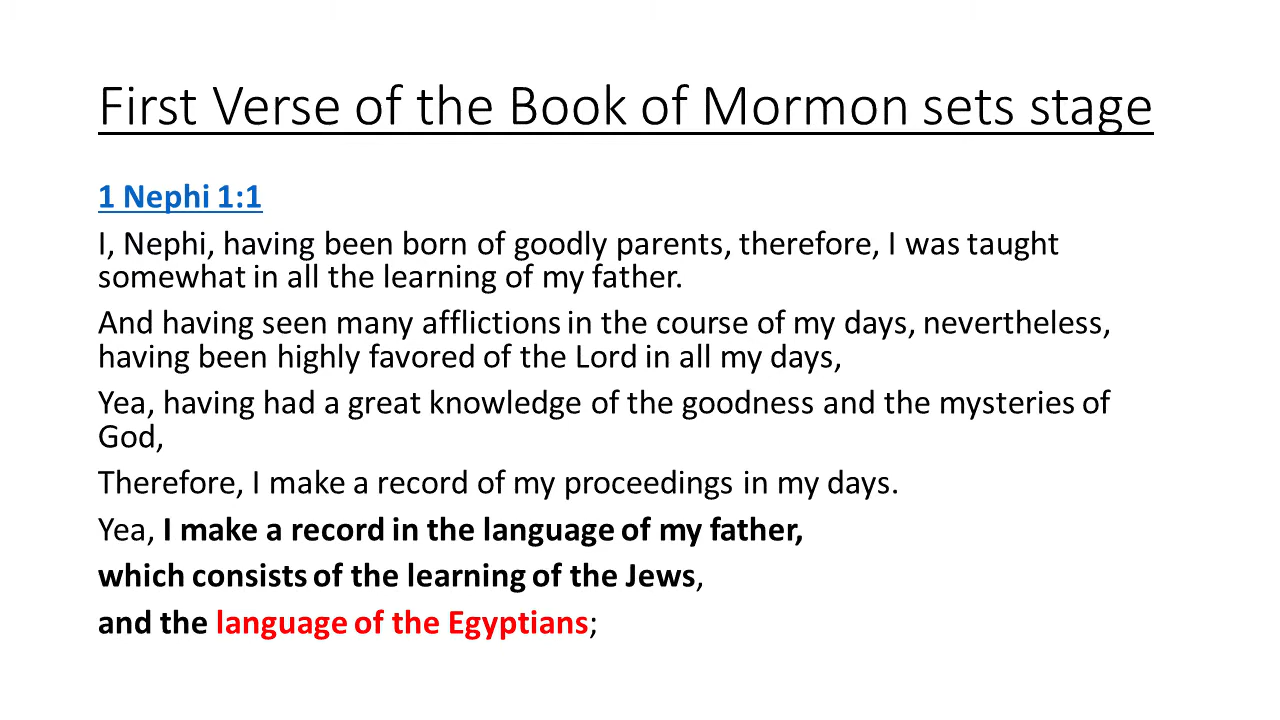 First Verse of the Book of Mormon sets stage
1 Nephi 1:1
I, Nephi, having been born of goodly parents, therefore, I was taught
somewhat in all the learning of my father.
And having seen many afflictions in the course of my days, nevertheless,
having been highly favored of the Lord in all my days,
Yea, having had a great knowledge of the goodness and the mysteries of
God,
Therefore, I make a record of my proceedings in my days.
Yea, I make a record in the language of my father,
which consists of the learning of the Jews,
and the language of the Egyptians;